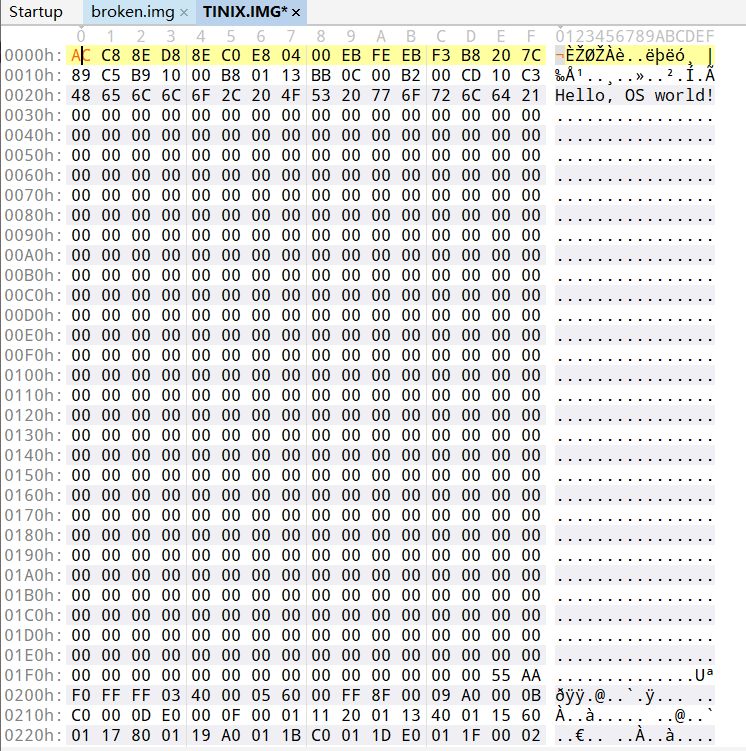 Startup broken.img × TINIX.IMG* ×
0 1 2 3 4 5 6 7 8 9 A B C D E F 0123456789ABCDEF
0000h: AC C8 8E D8 8E C0 E8 04 00 EB FE EB F3 B8 20 7C ¬ÈŽØŽÀè..ëþëó¸ |
0010h: 89 C5 B9 10 00 B8 01 13 BB 0C 00 B2 00 CD 10 C3 ‰Å¹..¸..»..².Í.Ã
0020h: 48 65 6C 6C 6F 2C 20 4F 53 20 77 6F 72 6C 64 21 Hello, OS world!
0030h: 00 00 00 00 00 00 00 00 00 00 00 00 00 00 00 00 ................
0040h: 00 00 00 00 00 00 00 00 00 00 00 00 00 00 00 00 ................
0050h: 00 00 00 00 00 00 00 00 00 00 00 00 00 00 00 00 ................
0060h: 00 00 00 00 00 00 00 00 00 00 00 00 00 00 00 00 ................
0070h: 00 00 00 00 00 00 00 00 00 00 00 00 00 00 00 00 ................
0080h: 00 00 00 00 00 00 00 00 00 00 00 00 00 00 00 00 ................
0090h: 00 00 00 00 00 00 00 00 00 00 00 00 00 00 00 00 ................
00A0h: 00 00 00 00 00 00 00 00 00 00 00 00 00 00 00 00 ................
00B0h: 00 00 00 00 00 00 00 00 00 00 00 00 00 00 00 00 ................
00C0h: 00 00 00 00 00 00 00 00 00 00 00 00 00 00 00 00 ................
00D0h: 00 00 00 00 00 00 00 00 00 00 00 00 00 00 00 00 ................
00E0h: 00 00 00 00 00 00 00 00 00 00 00 00 00 00 00 00 ................
00F0h: 00 00 00 00 00 00 00 00 00 00 00 00 00 00 00 00 ................
0100h: 00 00 00 00 00 00 00 00 00 00 00 00 00 00 00 00 ................
0110h: 00 00 00 00 00 00 00 00 00 00 00 00 00 00 00 00 ................
0120h: 00 00 00 00 00 00 00 00 00 00 00 00 00 00 00 00 ................
0130h: 00 00 00 00 00 00 00 00 00 00 00 00 00 00 00 00 ................
0140h: 00 00 00 00 00 00 00 00 00 00 00 00 00 00 00 00 ................
0150h: 00 00 00 00 00 00 00 00 00 00 00 00 00 00 00 00 ................
0160h: 00 00 00 00 00 00 00 00 00 00 00 00 00 00 00 00 ................
0170h: 00 00 00 00 00 00 00 00 00 00 00 00 00 00 00 00 ................
0180h: 00 00 00 00 00 00 00 00 00 00 00 00 00 00 00 00 ................
0190h: 00 00 00 00 00 00 00 00 00 00 00 00 00 00 00 00 ................
01A0h: 00 00 00 00 00 00 00 00 00 00 00 00 00 00 00 00 ................
01B0h: 00 00 00 00 00 00 00 00 00 00 00 00 00 00 00 00 ................
01C0h: 00 00 00 00 00 00 00 00 00 00 00 00 00 00 00 00 ................
01D0h: 00 00 00 00 00 00 00 00 00 00 00 00 00 00 00 00 ................
01E0h: 00 00 00 00 00 00 00 00 00 00 00 00 00 00 00 00 ................
01F0h: 00 00 00 00 00 00 00 00 00 00 00 00 00 00 55 AA ..............Uª
0200h: F0 FF FF 03 40 00 05 60 00 FF 8F 00 09 A0 00 0B ðÿÿ.@..`.ÿ... ..
0210h: C0 00 0D E0 00 0F 00 01 11 20 01 13 40 01 15 60 À..à..... ..@..`
0220h: 01 17 80 01 19 A0 01 1B C0 01 1D E0 01 1F 00 02 ..€.. ..À..à....